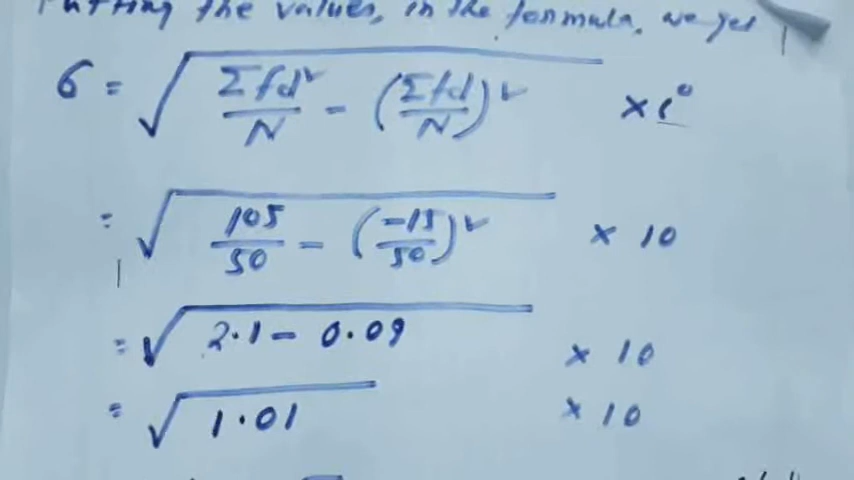 Putting the values, in the formula, we get
6 = √(Σfd²/N - (Σfd/N)²) × i
= √(105/50 - (-15/50)²) × 10
= √(2.1 - 0.09) × 10
= √(1.01) × 10